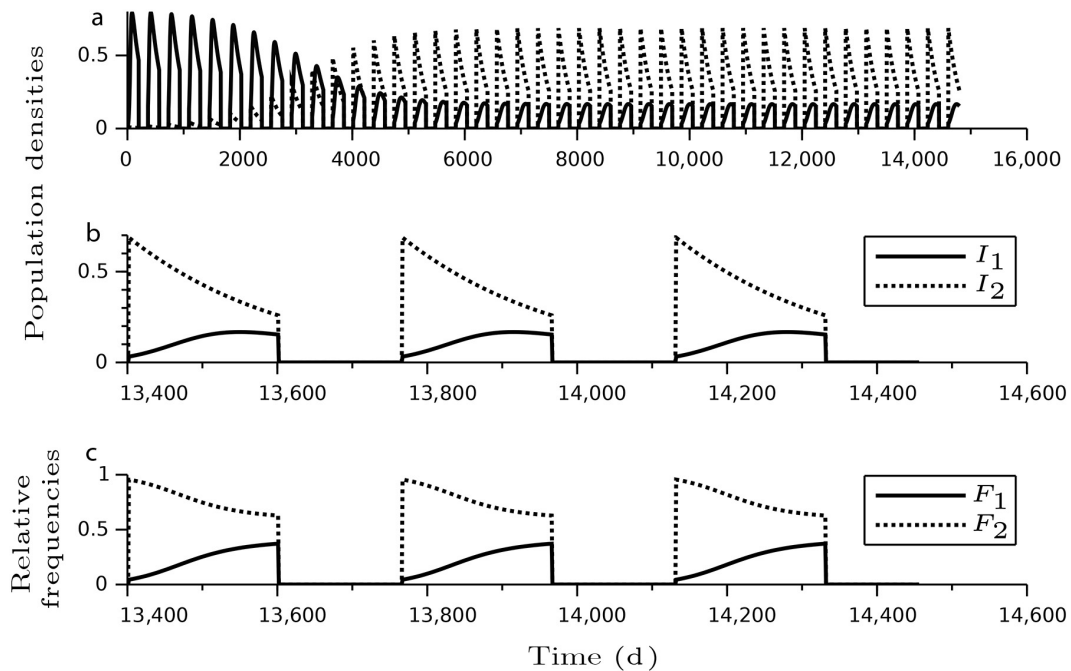 a
0.5
0
0 2000 4000 6000 8000 10,000 12,000 14,000 16,000
Population densities
b
0.5
0
13,400 13,600 13,800 14,000 14,200 14,400 14,600
I1
I2
c
1
0.5
0
13,400 13,600 13,800 14,000 14,200 14,400 14,600
Relative
frequencies
F1
F2
Time (d)